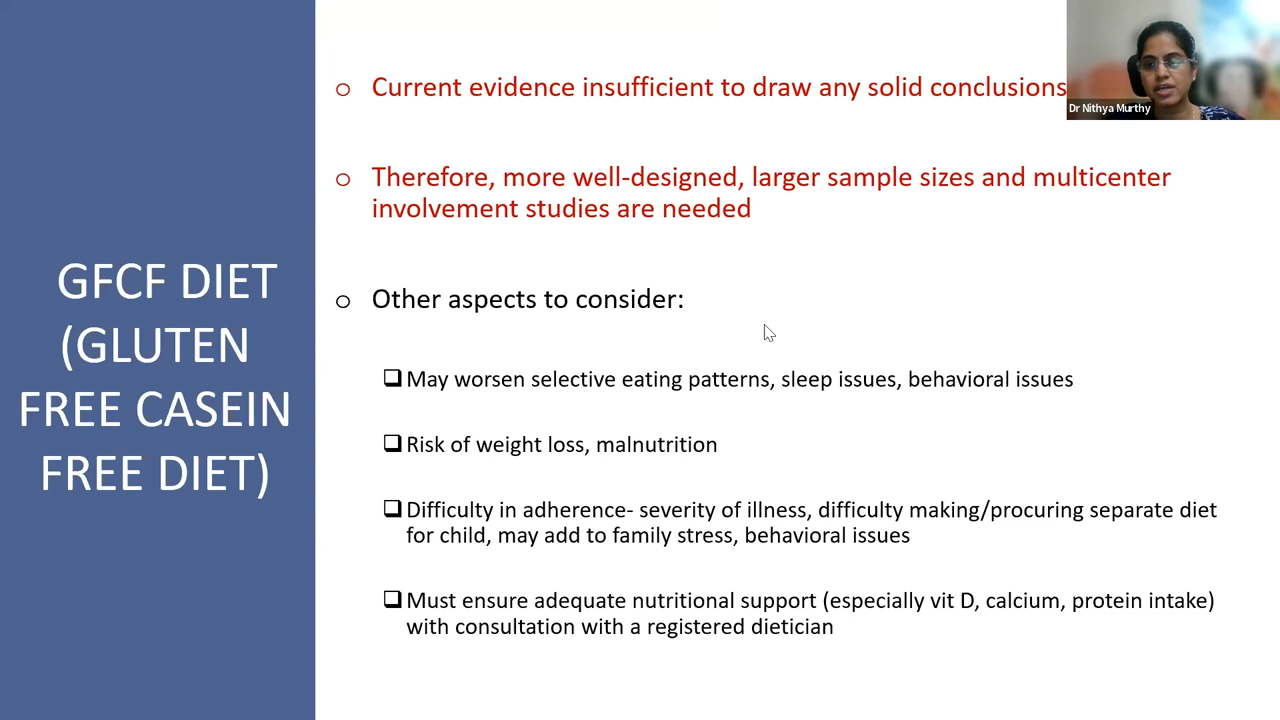 GFCF DIET
(GLUTEN
FREE CASEIN
FREE DIET)
o Current evidence insufficient to draw any solid conclusions
o Therefore, more well-designed, larger sample sizes and multicenter
involvement studies are needed
o Other aspects to consider:
❑ May worsen selective eating patterns, sleep issues, behavioral issues
❑ Risk of weight loss, malnutrition
❑ Difficulty in adherence- severity of illness, difficulty making/procuring separate diet
for child, may add to family stress, behavioral issues
❑ Must ensure adequate nutritional support (especially vit D, calcium, protein intake)
with consultation with a registered dietician
Dr Nithya Murthy